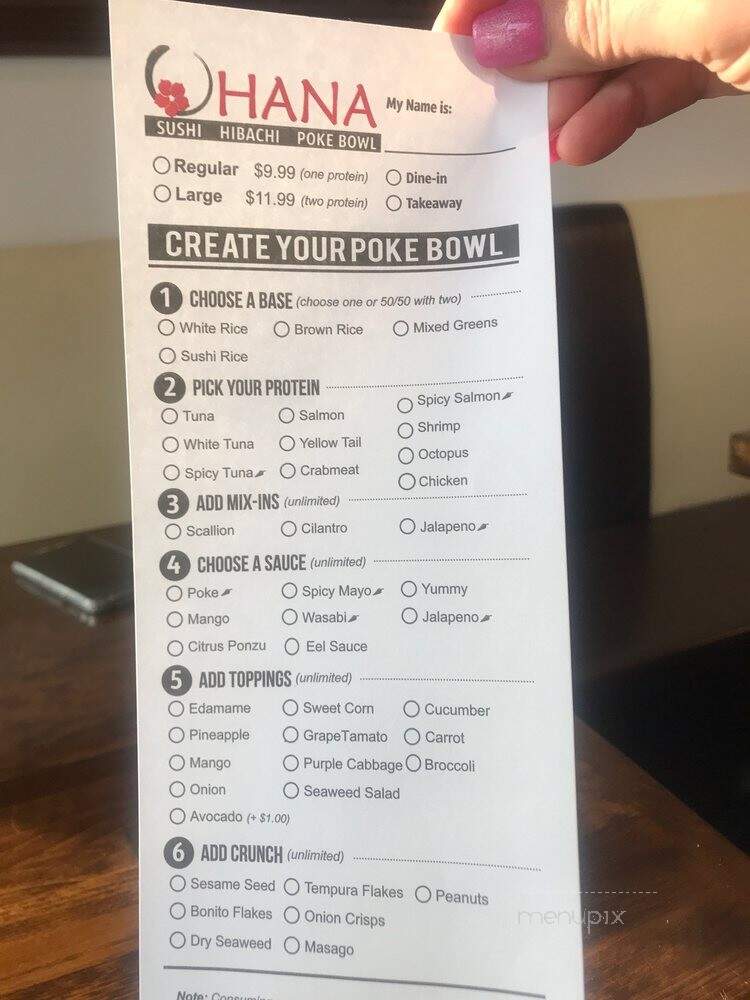 OHANA
My Name is:
SUSHI HIBACHI POKE BOWL
Regular $9.99 (one protein) Dine-in
Large $11.99 (two protein) Takeaway
CREATE YOUR POKE BOWL
1 CHOOSE A BASE (choose one or 50/50 with two)
White Rice Brown Rice Mixed Greens
Sushi Rice
2 PICK YOUR PROTEIN
Tuna Salmon Spicy Salmon
White Tuna Yellow Tail Shrimp
Spicy Tuna Crabmeat Octopus
Chicken
3 ADD MIX-INS (unlimited)
Scallion Cilantro Jalapeno
4 CHOOSE A SAUCE (unlimited)
Poke Spicy Mayo Yummy
Mango Wasabi Jalapeno
Citrus Ponzu Eel Sauce
5 ADD TOPPINGS (unlimited)
Edamame Sweet Corn Cucumber
Pineapple GrapeTamato Carrot
Mango Purple Cabbage Broccoli
Onion Seaweed Salad
Avocado (+ $1.00)
6 ADD CRUNCH (unlimited)
Sesame Seed Tempura Flakes Peanuts
Bonito Flakes Onion Crisps
Dry Seaweed Masago
Note: Consuming
menupix